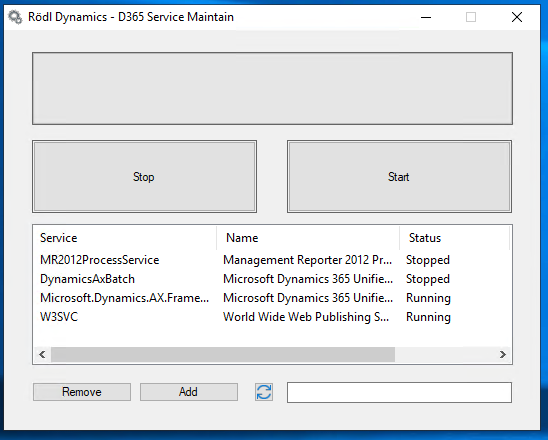 Rödl Dynamics - D365 Service Maintain
Stop Start
Service Name Status
MR2012ProcessService Management Reporter 2012 Pr... Stopped
DynamicsAxBatch Microsoft Dynamics 365 Unifie... Stopped
Microsoft.Dynamics.AX.Frame... Microsoft Dynamics 365 Unifie... Running
W3SVC World Wide Web Publishing S... Running
Remove Add